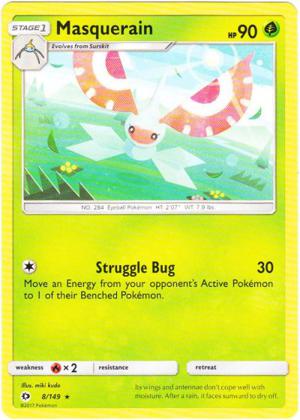 STAGE 1
Masquerain
HP 90
Evolves from Surskit
NO. 284 Eyeball Pokémon HT: 2'07" WT: 7.9 lbs.
Struggle Bug 30
Move an Energy from your opponent's Active Pokémon
to 1 of their Benched Pokémon.
weakness × 2 resistance retreat
Illus. miki kudo
8/149
©2017 Pokémon
Its wings and antennae don't cope well with
moisture. After a rain, it faces sunward to dry off.